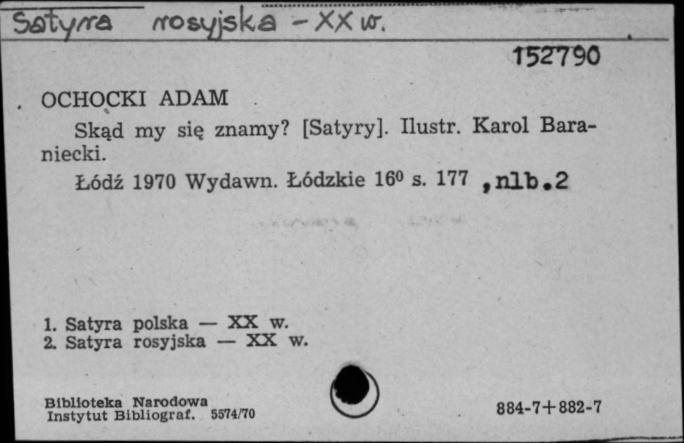 Satyra rosyjska - XX w.
152790
OCHOCKI ADAM
Skąd my się znamy? [Satyry]. Ilustr. Karol Bara-
niecki.
Łódź 1970 Wydawn. Łódzkie 16⁰ s. 177 ,nlb.2
1. Satyra polska — XX w.
2. Satyra rosyjska — XX w.
Biblioteka Narodowa
Instytut Bibliograf. 5574/70
884-7+882-7